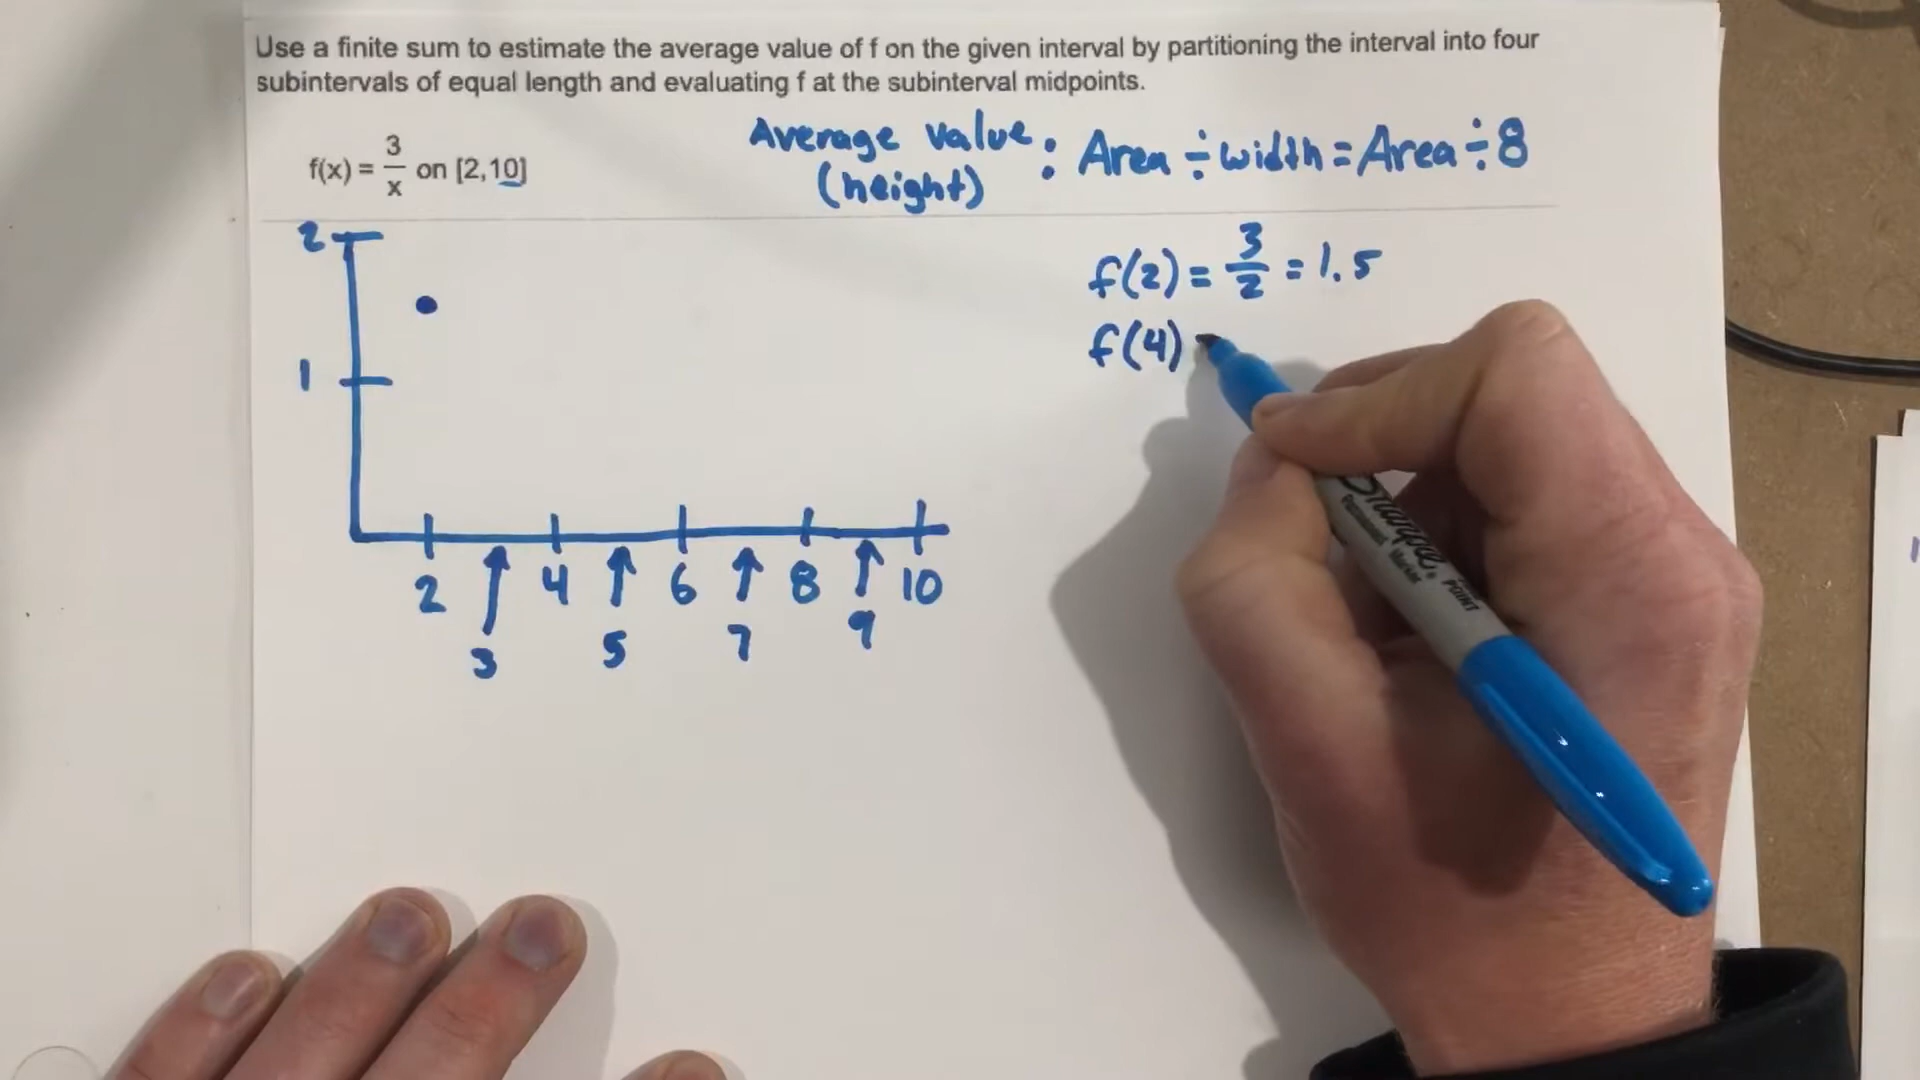 Use a finite sum to estimate the average value of f on the given interval by partitioning the interval into four
subintervals of equal length and evaluating f at the subinterval midpoints.
f(x) = 3/x on [2,10]
Average value (height) : Area ÷ width = Area ÷ 8
2
1
f(2) = 3/2 = 1.5
f(4)
2 4 6 8 10
3 5 7 9
Sharpie.